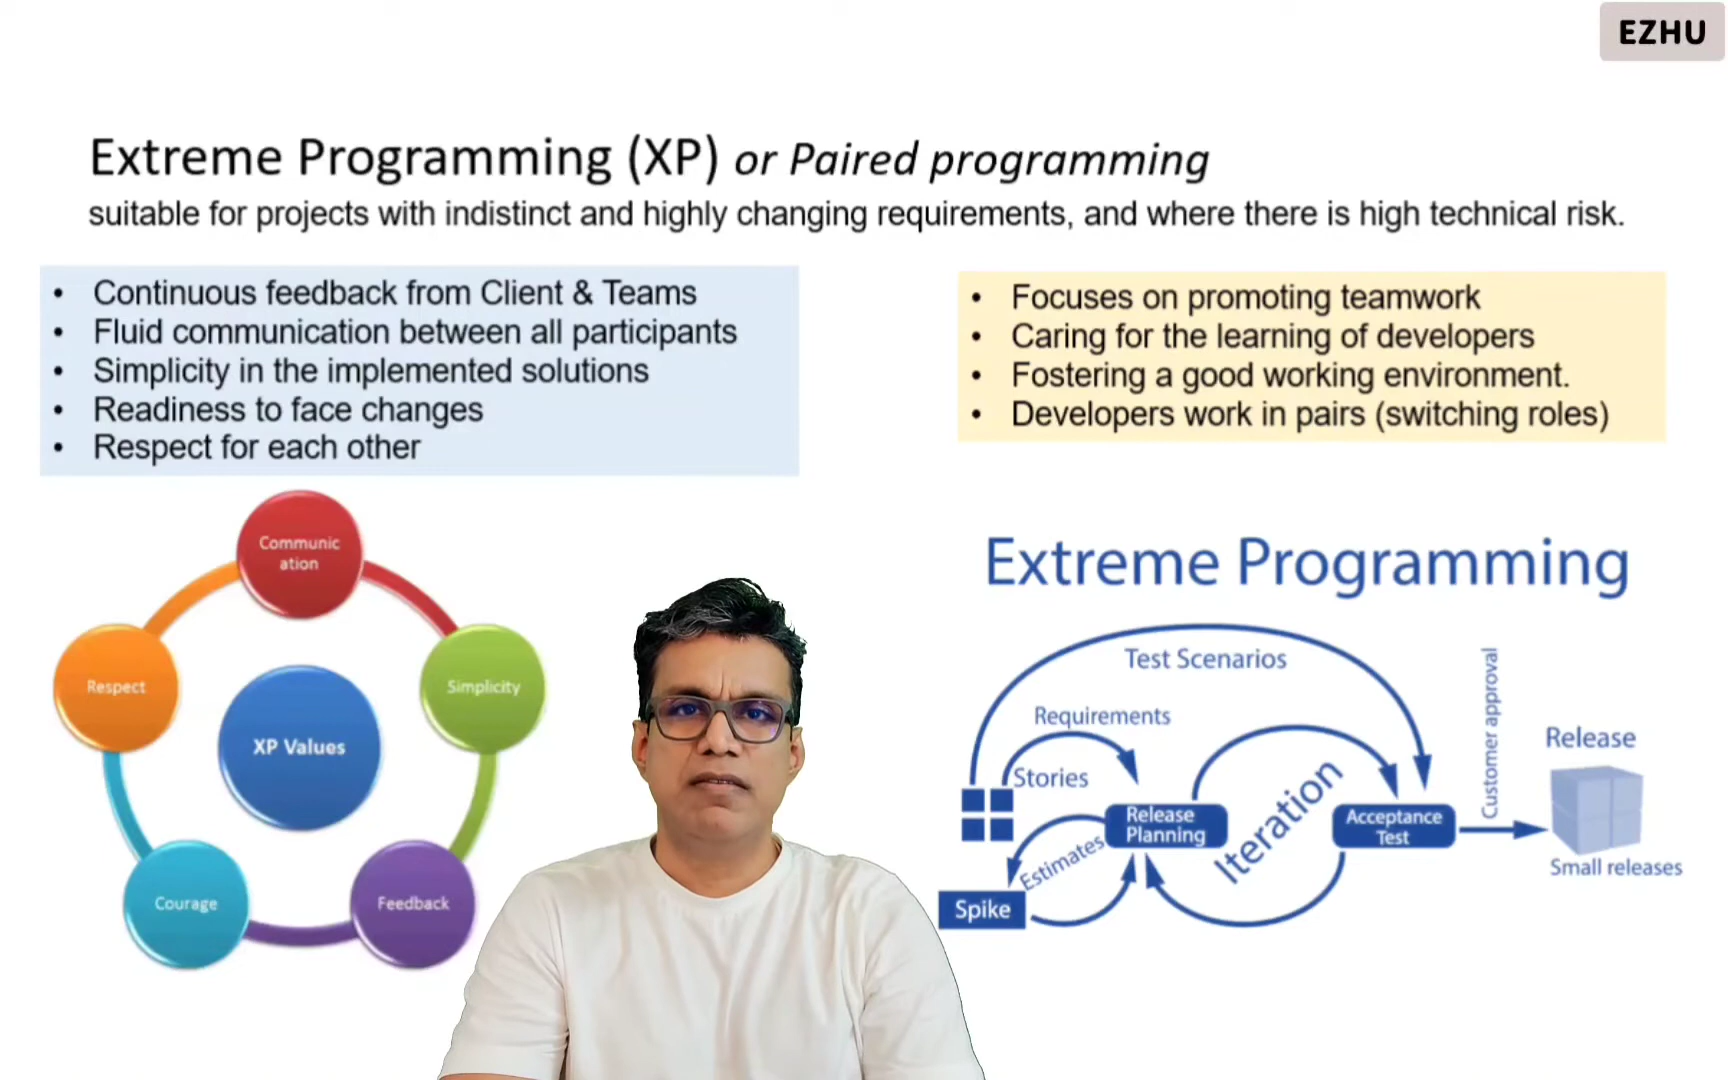 EZHU
Extreme Programming (XP) or Paired programming
suitable for projects with indistinct and highly changing requirements, and where there is high technical risk.
• Continuous feedback from Client & Teams
• Fluid communication between all participants
• Simplicity in the implemented solutions
• Readiness to face changes
• Respect for each other
• Focuses on promoting teamwork
• Caring for the learning of developers
• Fostering a good working environment.
• Developers work in pairs (switching roles)
Communic
ation
Respect
Simplicity
XP Values
Courage
Feedback
Extreme Programming
Test Scenarios
Requirements
Stories
Release
Planning
Estimates
Spike
Iteration
Acceptance
Test
Customer approval
Release
Small releases